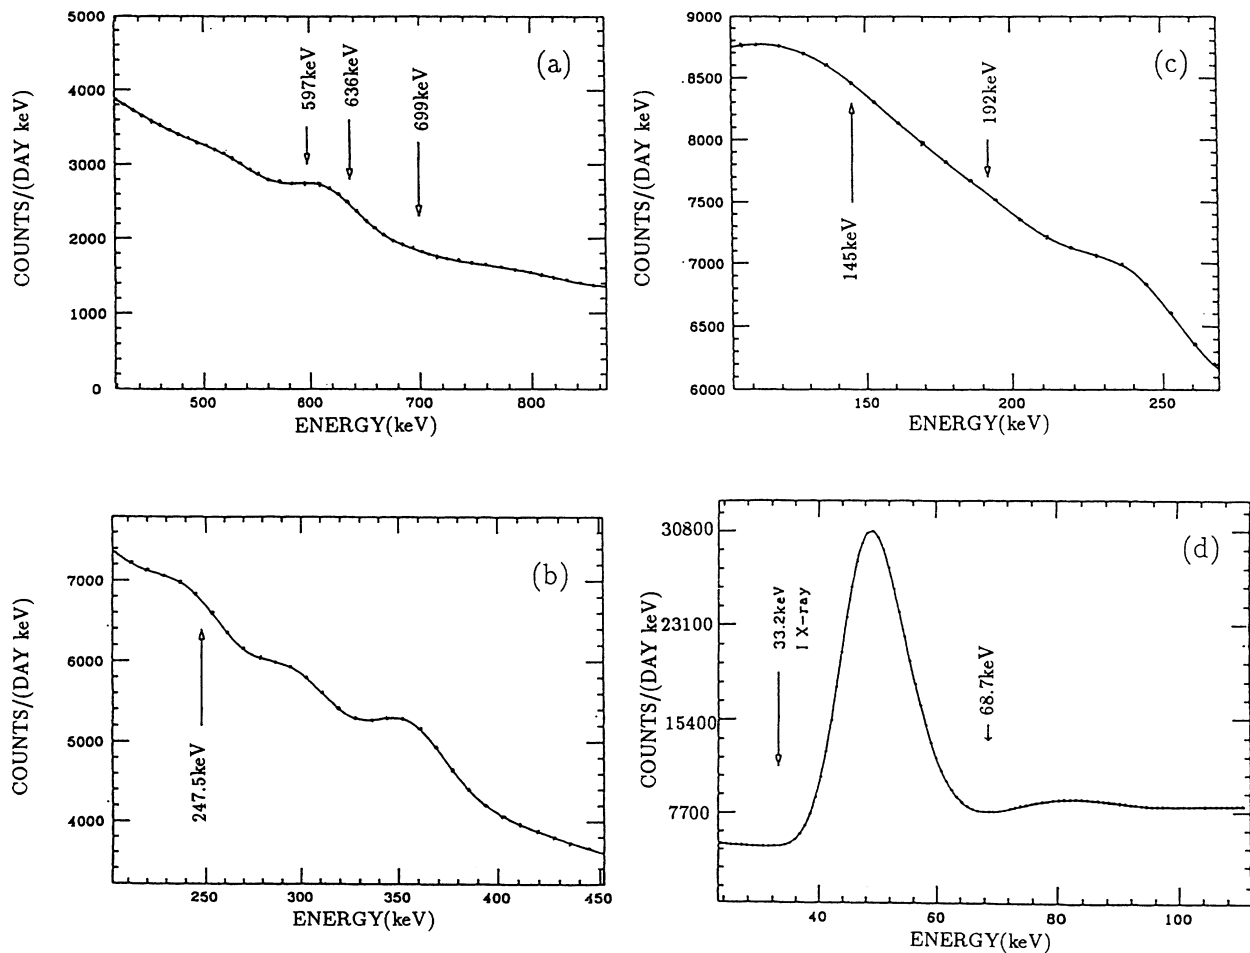 (a)
COUNTS/(DAY keV)
5000
4000
3000
2000
1000
0
597keV
636keV
699keV
500
600
700
800
ENERGY(keV)
(c)
COUNTS/(DAY keV)
9000
8500
8000
7500
7000
6500
6000
145keV
192keV
150
200
250
ENERGY(keV)
(b)
COUNTS/(DAY keV)
7000
6000
5000
4000
247.5keV
250
300
350
400
450
ENERGY(keV)
(d)
COUNTS/(DAY keV)
30800
23100
15400
7700
33.2keV
I X-ray
68.7keV
40
60
80
100
ENERGY(keV)